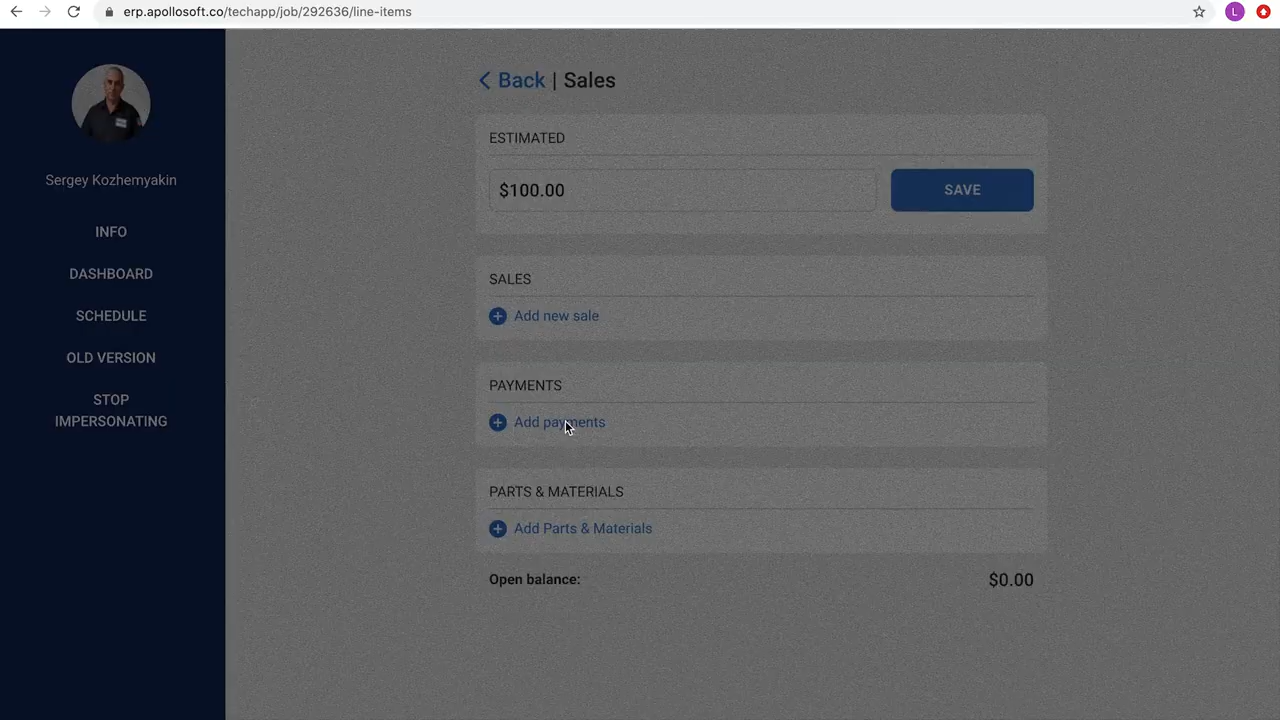 erp.apollosoft.co/techapp/job/292636/line-items
L
Sergey Kozhemyakin
INFO
DASHBOARD
SCHEDULE
OLD VERSION
STOP
IMPERSONATING
Back | Sales
ESTIMATED
$100.00
SAVE
SALES
Add new sale
PAYMENTS
Add payments
PARTS & MATERIALS
Add Parts & Materials
Open balance: $0.00